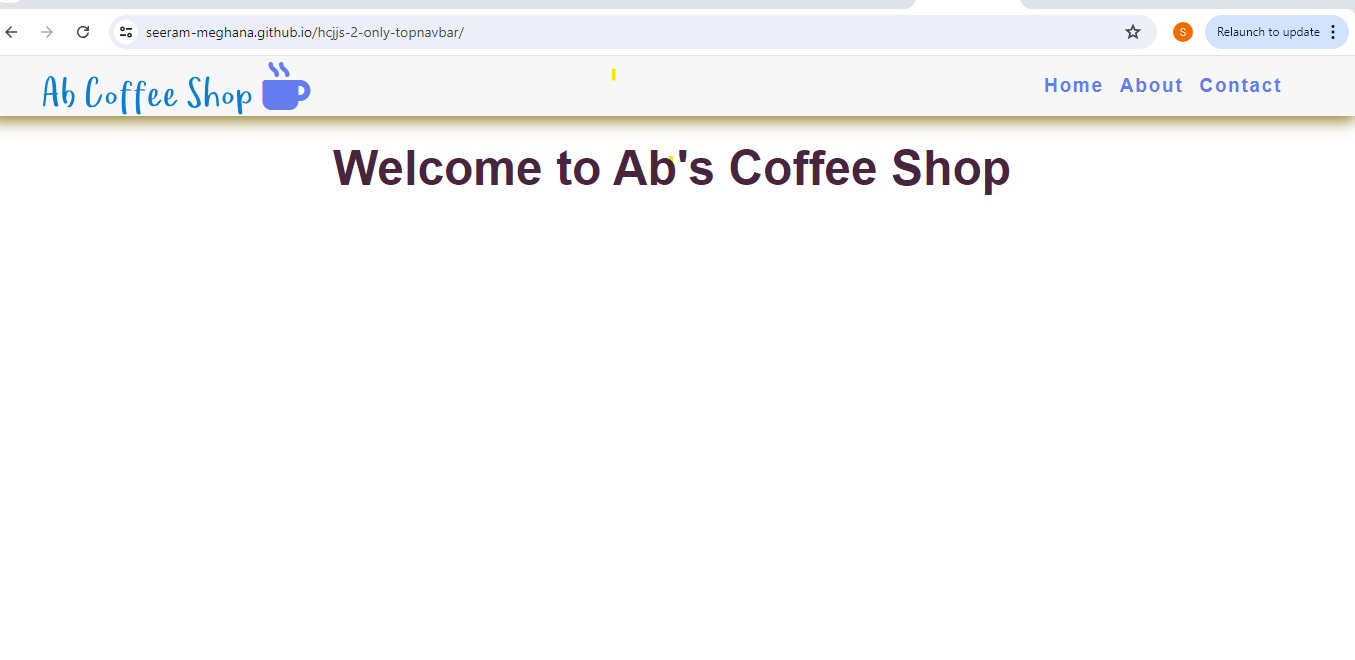 seeram-meghana.github.io/hcjjs-2-only-topnavbar/
S
Relaunch to update
Ab Coffee Shop
Home About Contact
Welcome to Ab's Coffee Shop